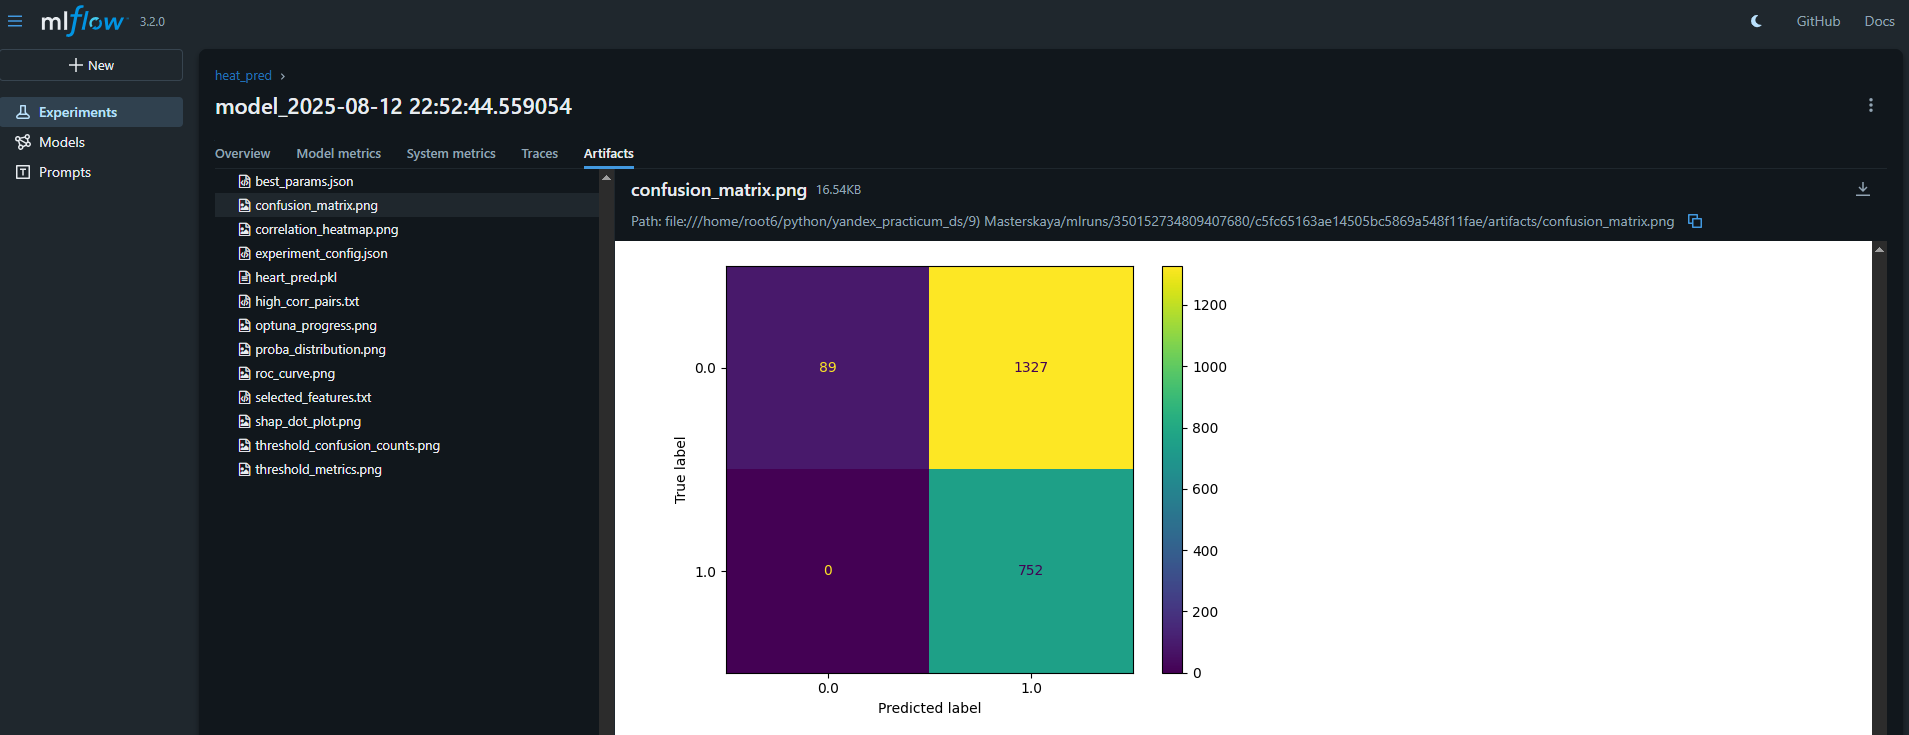 mlflow 3.2.0
GitHub
Docs
New
Experiments
Models
Prompts
heat_pred
model_2025-08-12 22:52:44.559054
Overview
Model metrics
System metrics
Traces
Artifacts
best_params.json
confusion_matrix.png
correlation_heatmap.png
experiment_config.json
heart_pred.pkl
high_corr_pairs.txt
optuna_progress.png
proba_distribution.png
roc_curve.png
selected_features.txt
shap_dot_plot.png
threshold_confusion_counts.png
threshold_metrics.png
confusion_matrix.png 16.54KB
Path: file:///home/root6/python/yandex_practicum_ds/9) Masterskaya/mlruns/350152734809407680/c5fc65163ae14505bc5869a548f11fae/artifacts/confusion_matrix.png
True label
0.0
89
1327
1.0
0
752
0.0
1.0
Predicted label
1200
1000
800
600
400
200
0